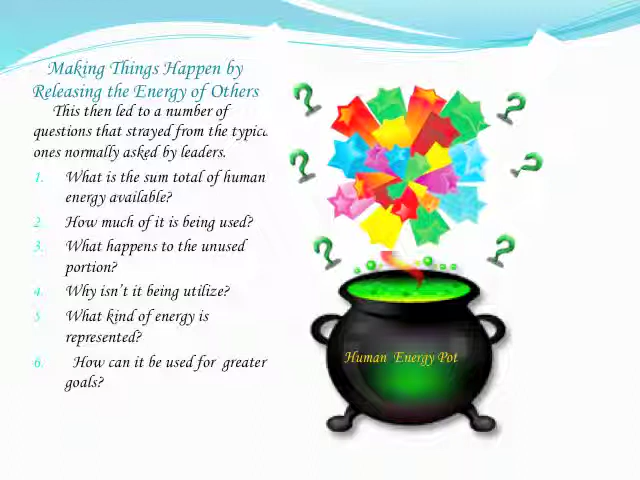 Making Things Happen by
Releasing the Energy of Others
This then led to a number of
questions that strayed from the typica
ones normally asked by leaders.
1. What is the sum total of human
energy available?
2. How much of it is being used?
3. What happens to the unused
portion?
4. Why isn't it being utilize?
5. What kind of energy is
represented?
6. How can it be used for greater
goals?
? ? ? ? ? ?
Human Energy Pot